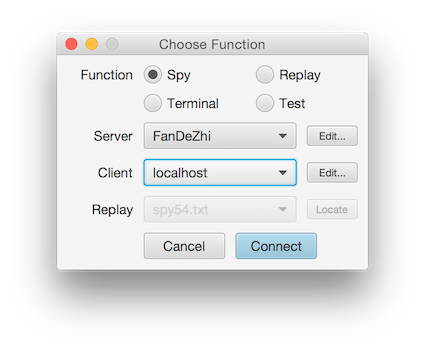 Choose Function
Function Spy Replay
Terminal Test
Server FanDeZhi Edit...
Client localhost Edit...
Replay spy54.txt Locate
Cancel Connect